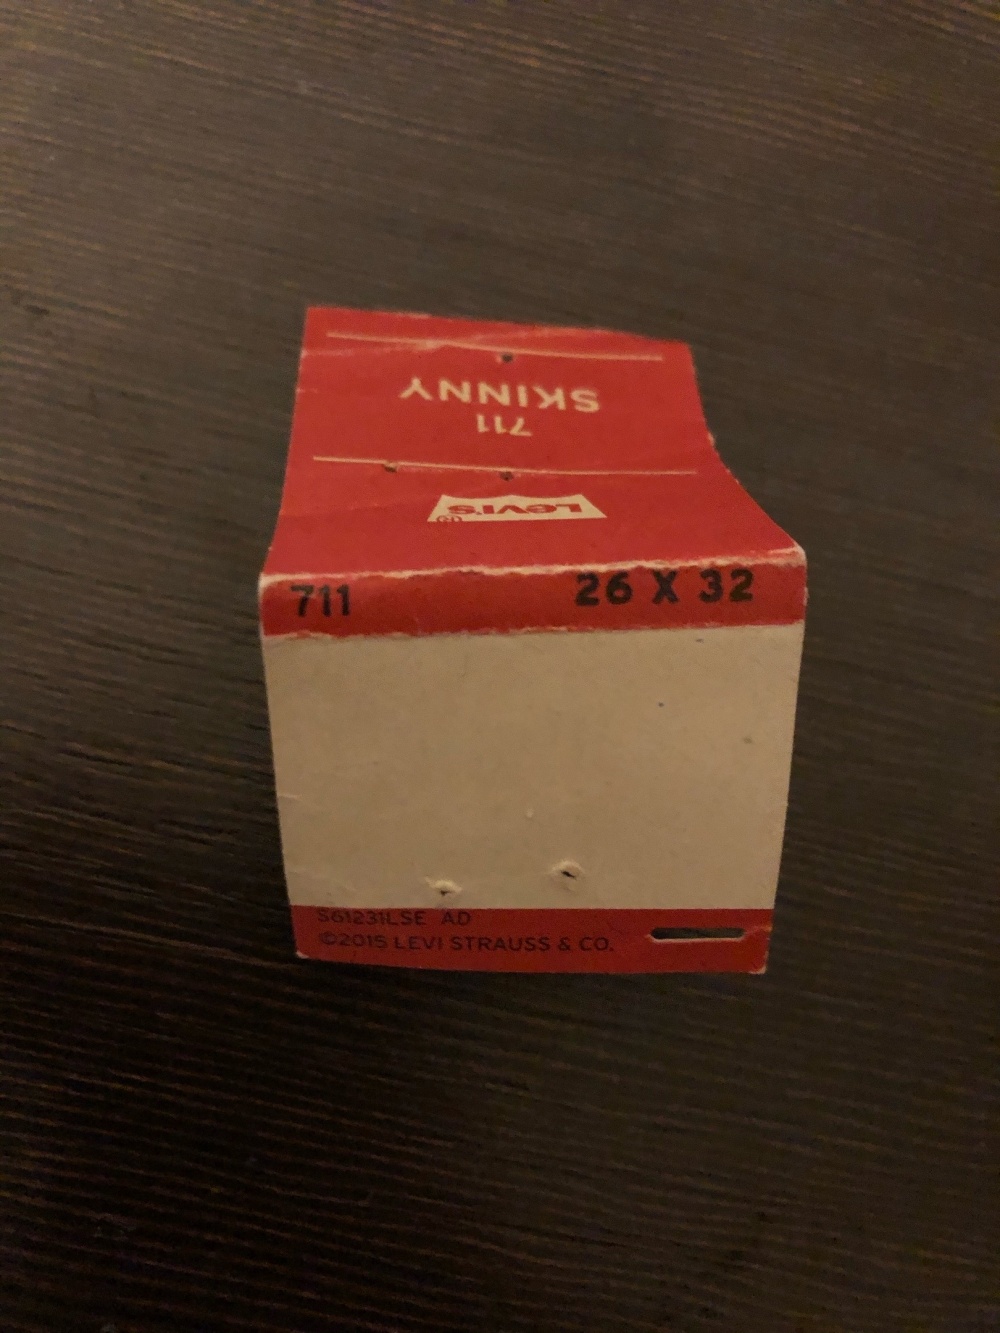 SKINNY
711
LEVI'S®
711 26 X 32
S61231LSE AD
©2015 LEVI STRAUSS & CO.